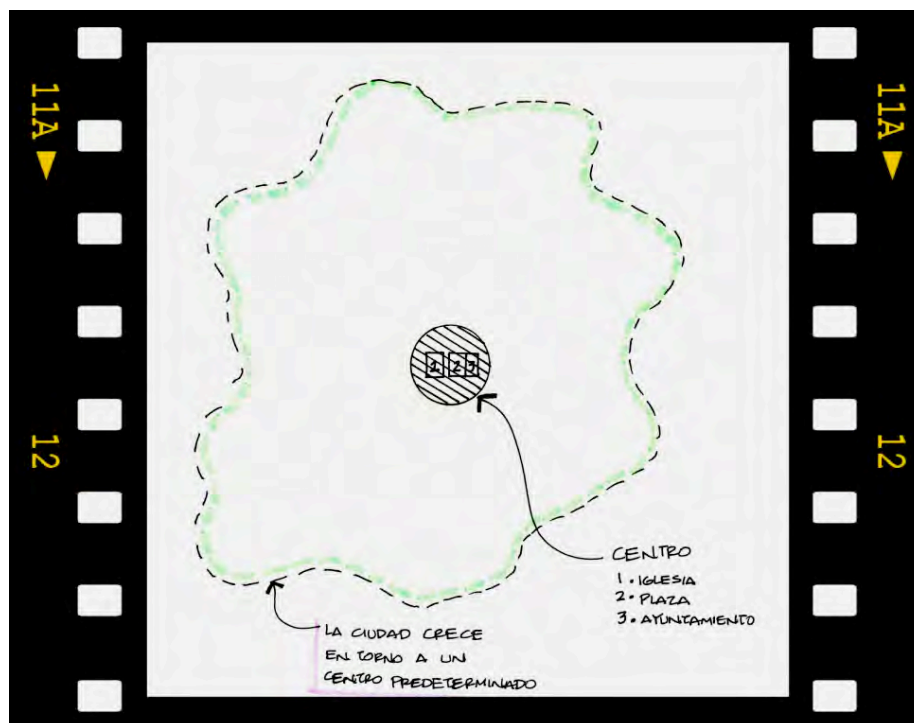 11A
11A
1 2 3
12
12
CENTRO
1. IGLESIA
2. PLAZA
3. AYUNTAMIENTO
LA CIUDAD CRECE
EN TORNO A UN
CENTRO PREDETERMINADO